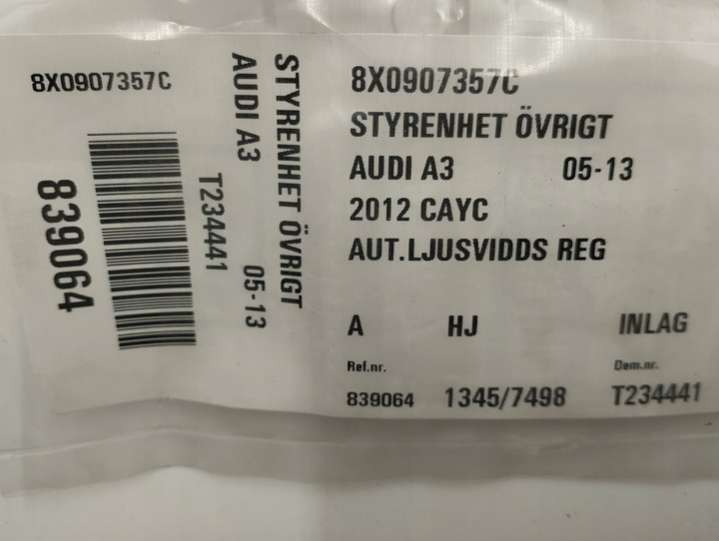 8X0907357C
839064
T234441
AUDI A3 05-13
STYRENHET ÖVRIGT
8X0907357C
STYRENHET ÖVRIGT
AUDI A3 05-13
2012 CAYC
AUT.LJUSVIDDS REG
A HJ INLAG
Ref.nr. Dem.nr.
839064 1345/7498 T234441